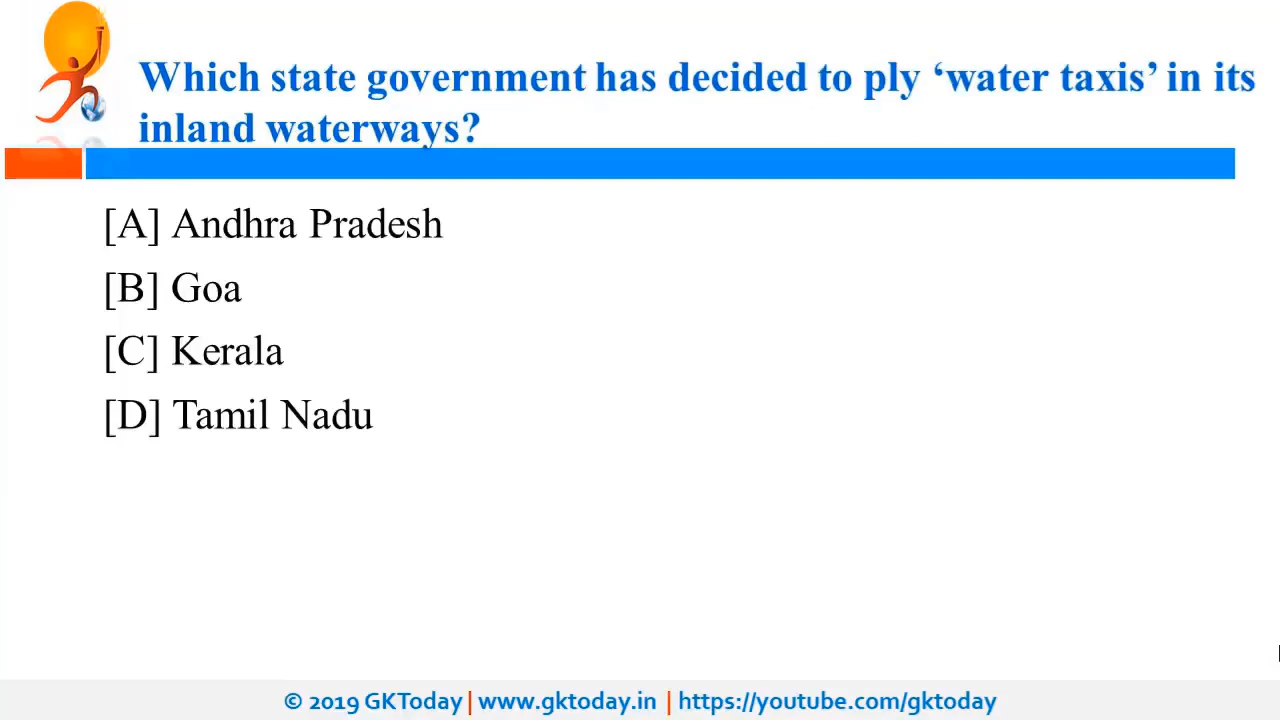 Which state government has decided to ply ‘water taxis’ in its
inland waterways?
[A] Andhra Pradesh
[B] Goa
[C] Kerala
[D] Tamil Nadu
© 2019 GKToday | www.gktoday.in | https://youtube.com/gktoday